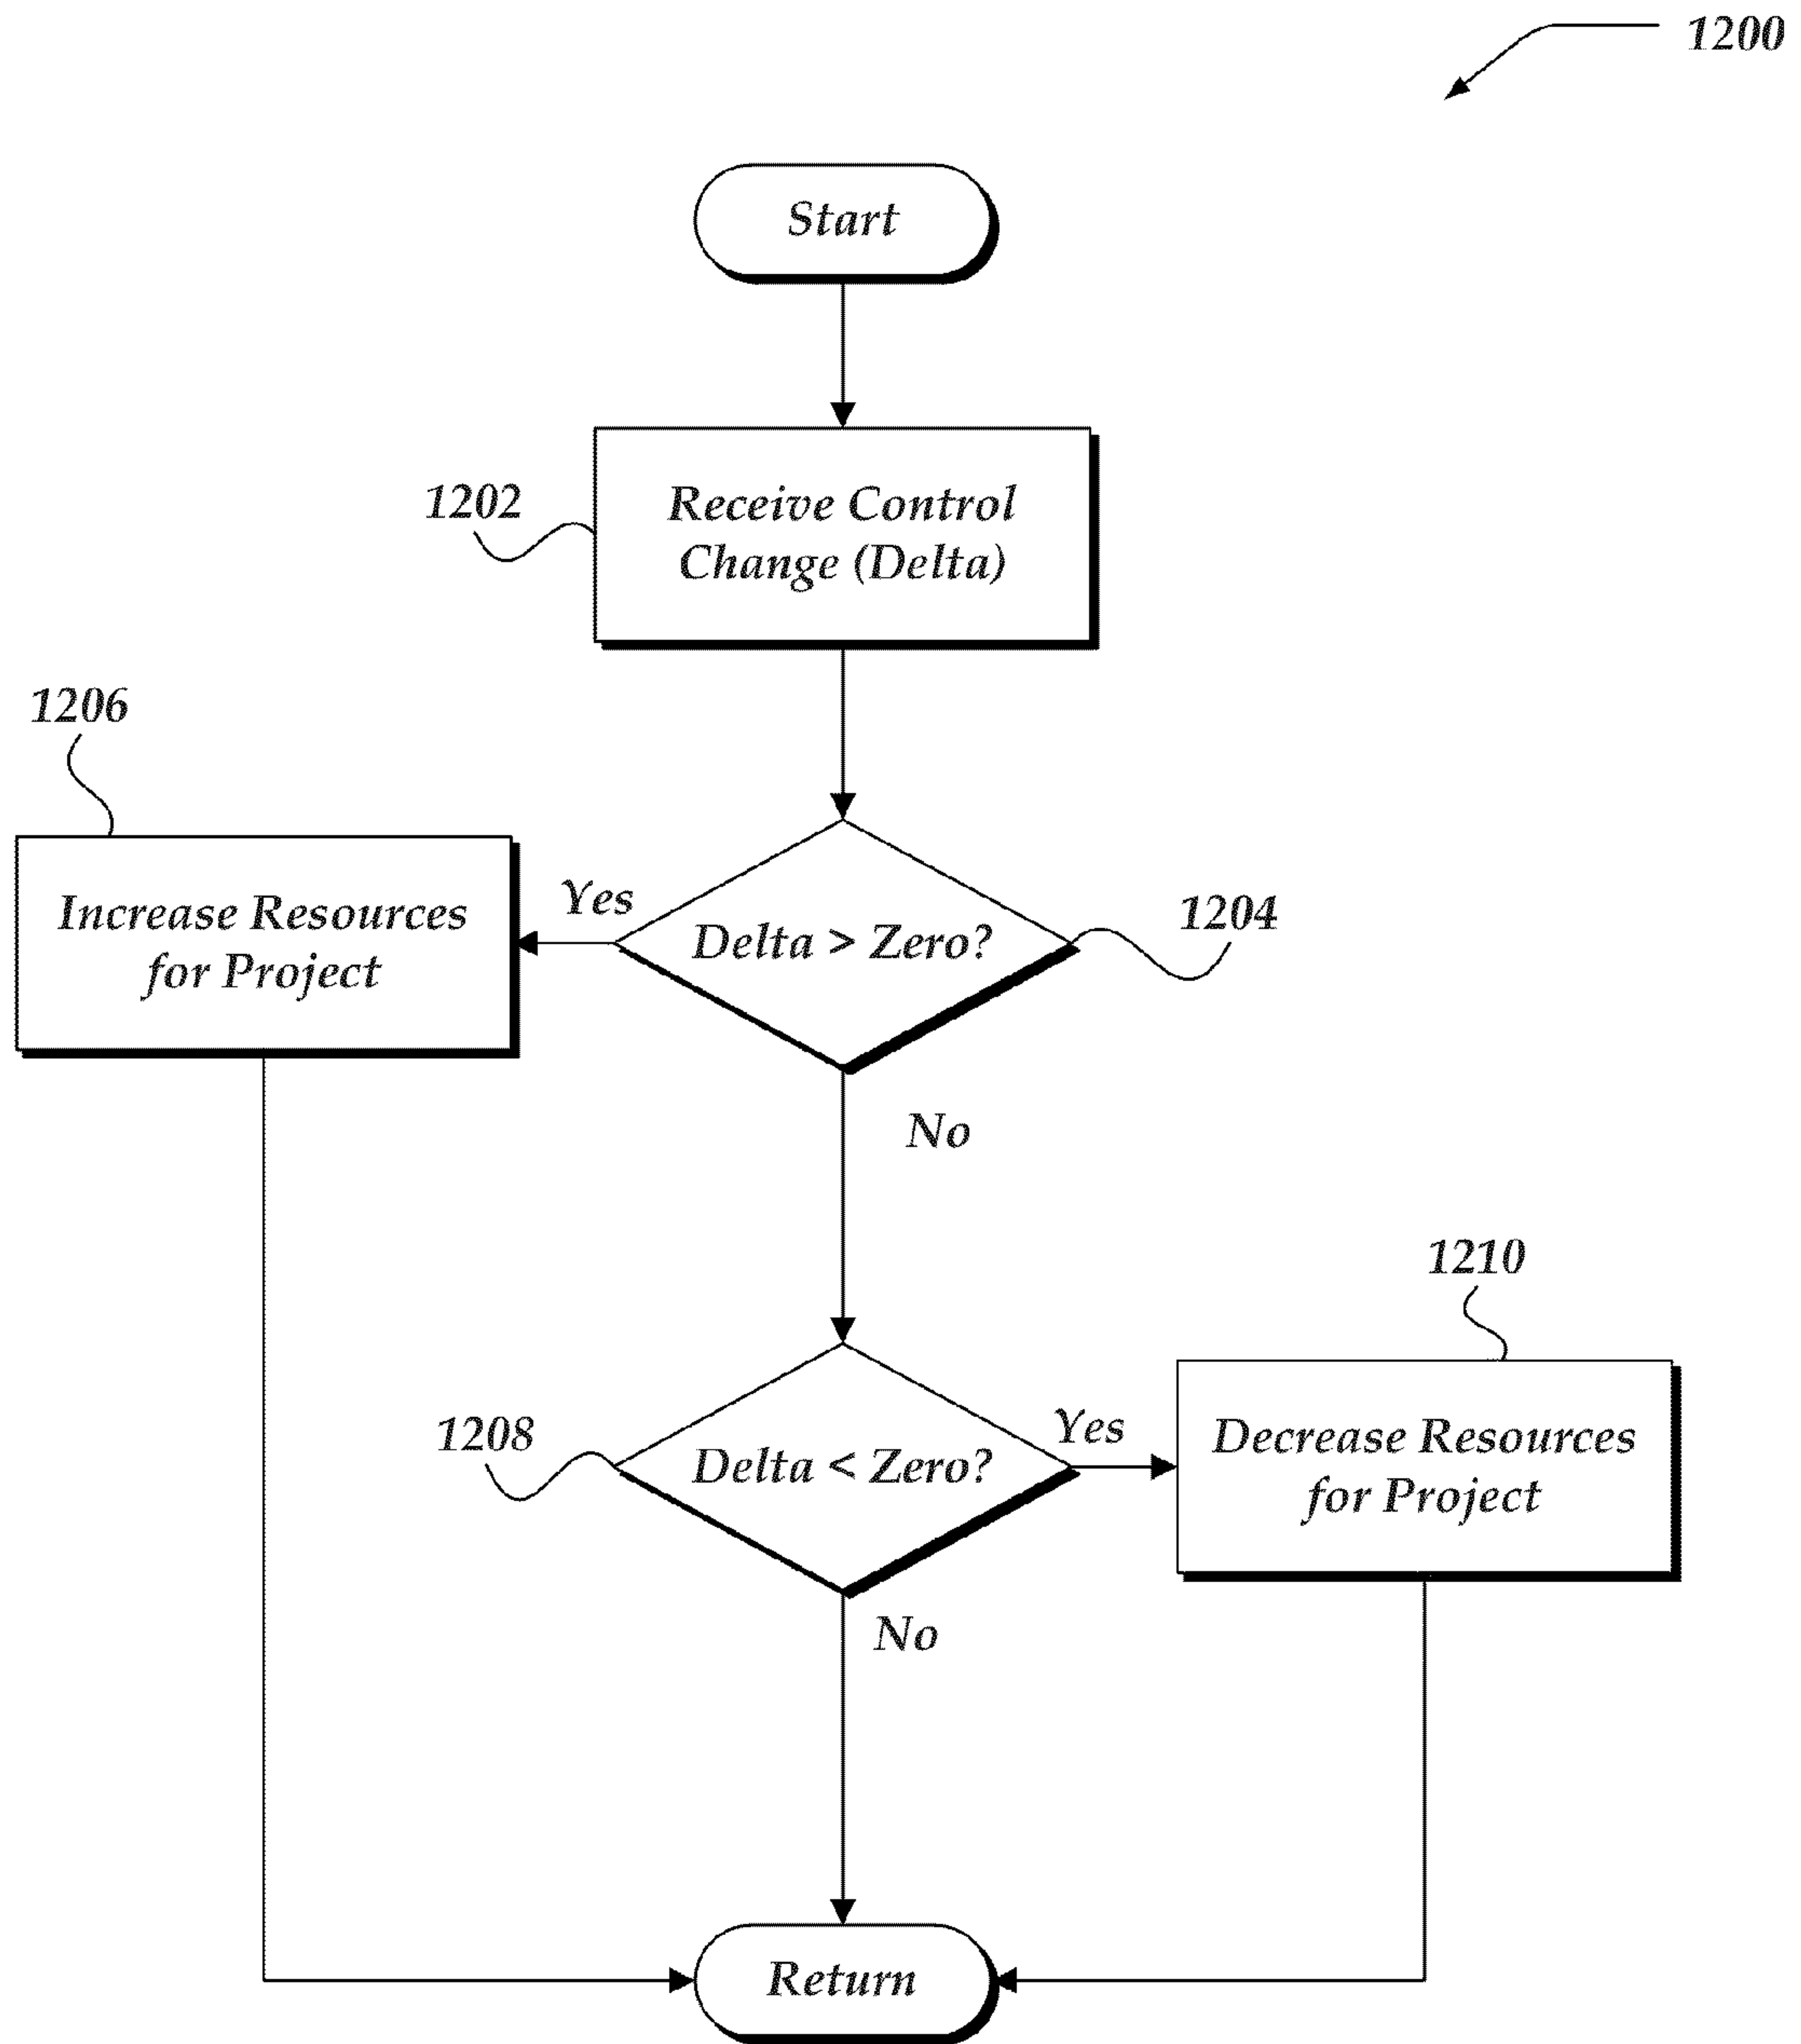 1200
Start
1202
Receive Control
Change (Delta)
1206
Increase Resources
for Project
Yes
Delta > Zero?
1204
No
1210
1208
Delta < Zero?
Yes
Decrease Resources
for Project
No
Return